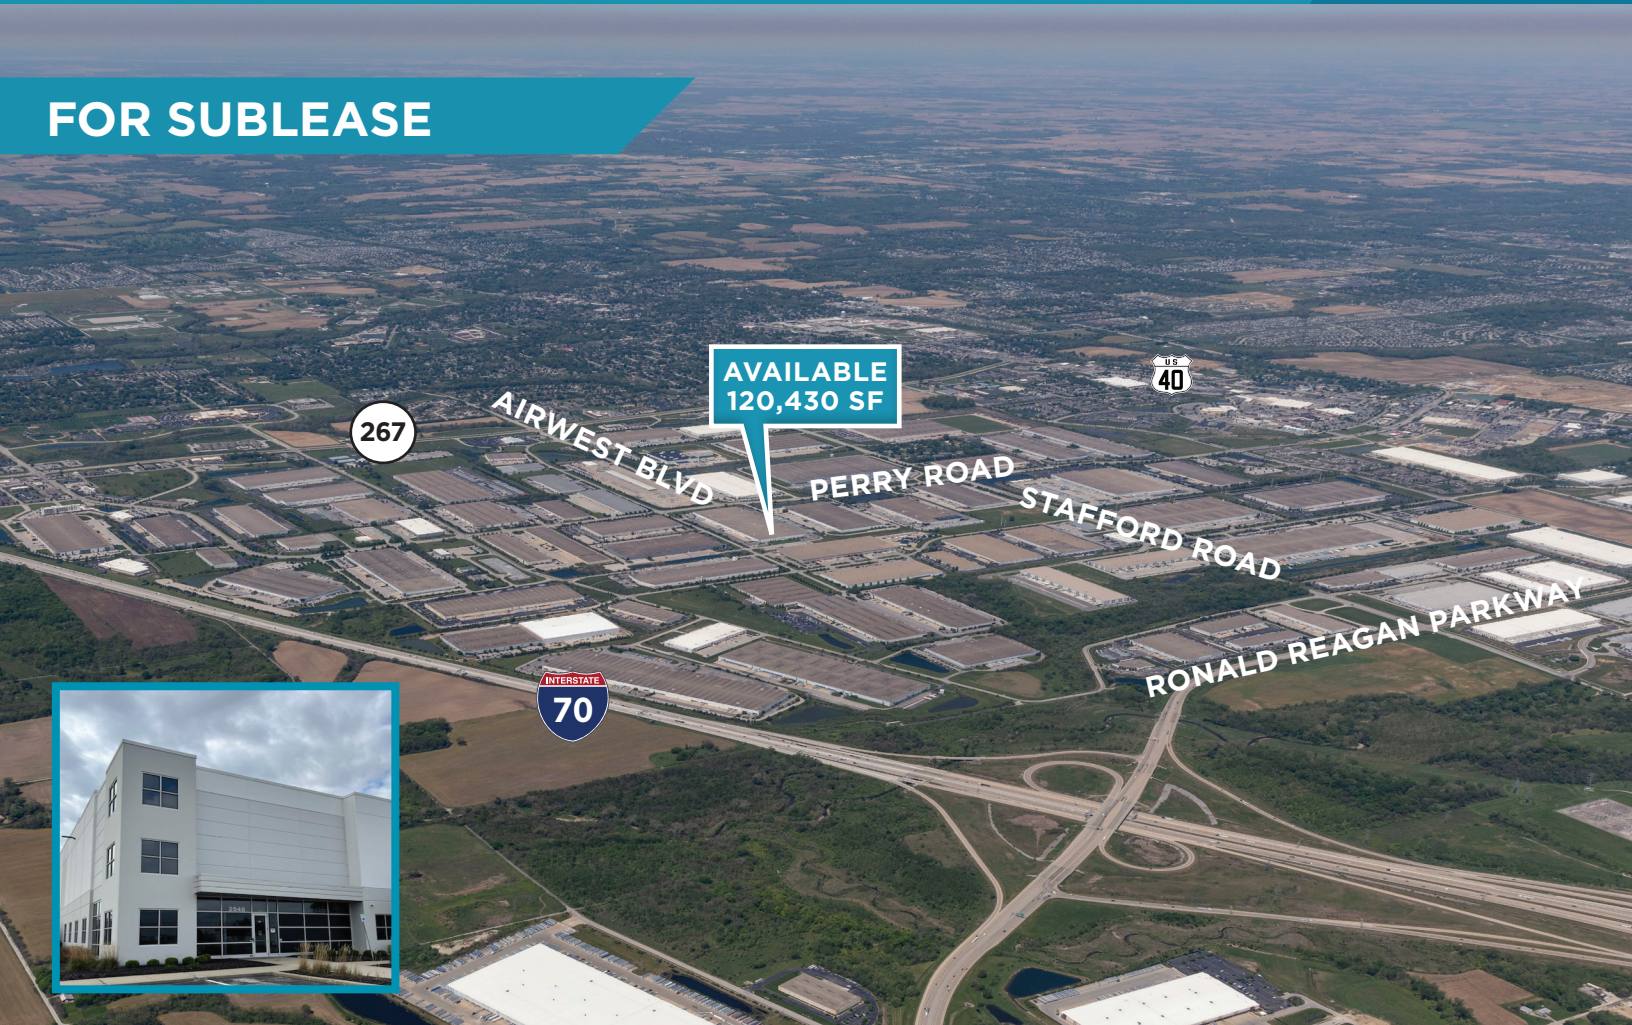 FOR SUBLEASE
AVAILABLE
120,430 SF
US
40
267
AIRWEST BLVD
PERRY ROAD
STAFFORD ROAD
RONALD REAGAN PARKWAY
INTERSTATE
70